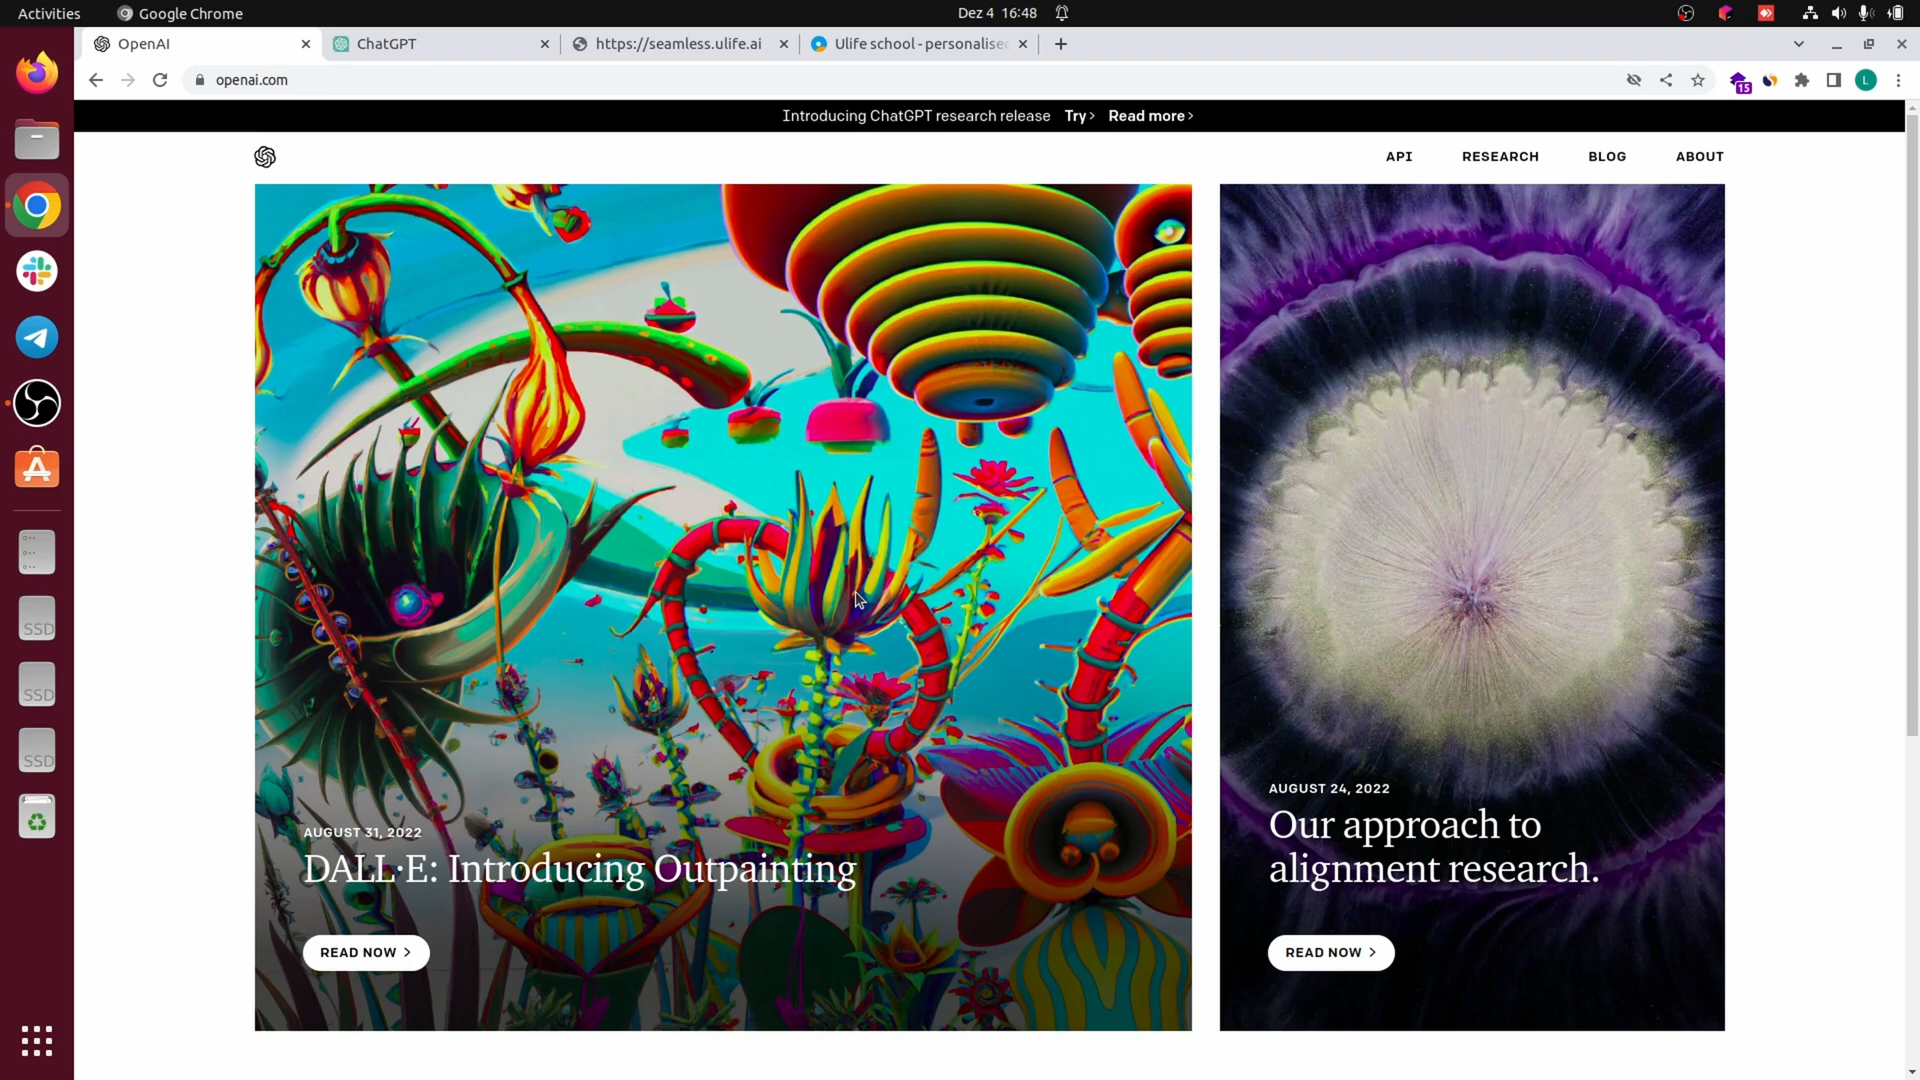 Activities
Google Chrome
Dez 4 16:48
OpenAI
ChatGPT
https://seamless.ulife.ai
Ulife school - personalised
openai.com
15
L
Introducing ChatGPT research release Try > Read more >
API
RESEARCH
BLOG
ABOUT
AUGUST 31, 2022
DALL·E: Introducing Outpainting
READ NOW >
AUGUST 24, 2022
Our approach to
alignment research.
READ NOW >
SSD
SSD
SSD